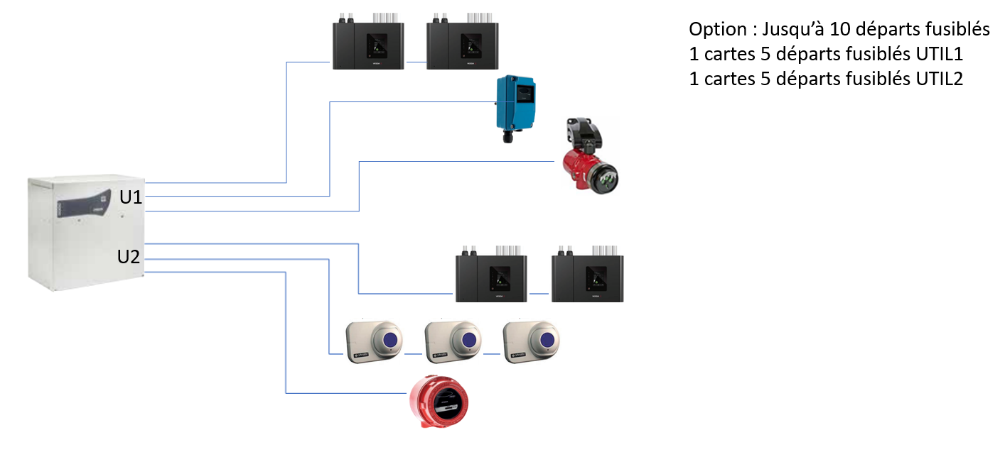 Option : Jusqu’à 10 départs fusiblés
1 cartes 5 départs fusiblés UTIL1
1 cartes 5 départs fusiblés UTIL2
U1
U2